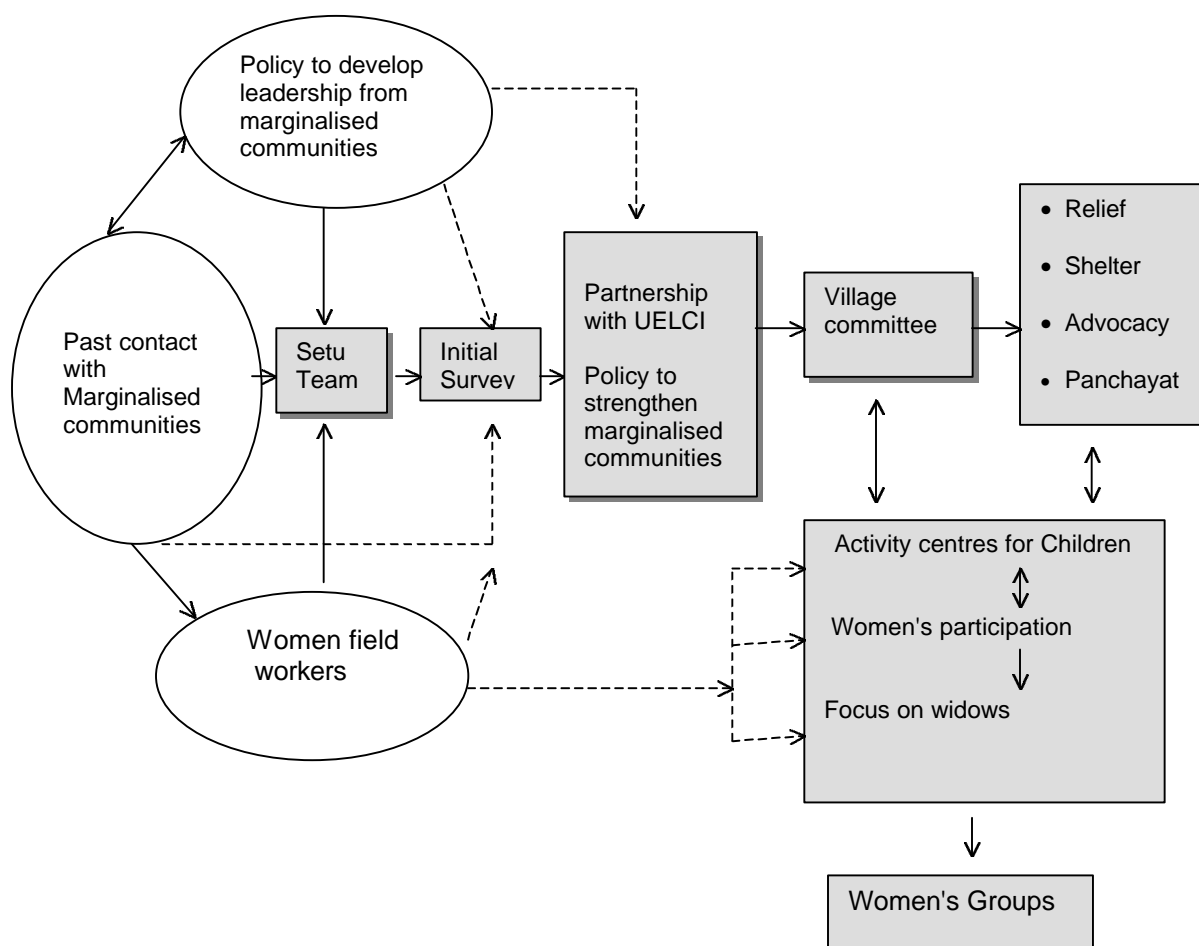 Policy to develop
leadership from
marginalised
communities
Past contact
with
Marginalised
communities
Setu
Team
Initial
Survev
Partnership
with UELCI
Policy to
strengthen
marginalised
communities
Village
committee
• Relief
• Shelter
• Advocacy
• Panchayat
Women field
workers
Activity centres for Children
Women's participation
Focus on widows
Women's Groups